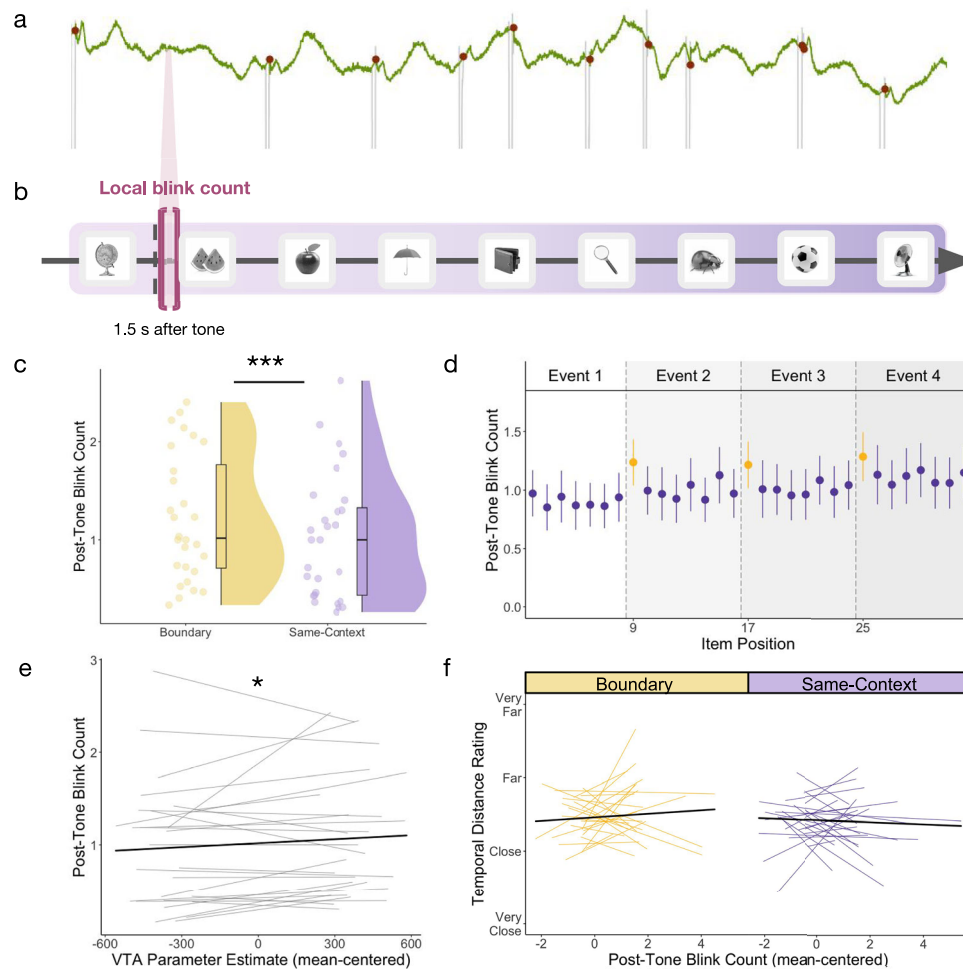 a
b
Local blink count
1.5 s after tone
c
***
Post-Tone Blink Count
2
1
Boundary
Same-Context
d
Event 1
Event 2
Event 3
Event 4
Post-Tone Blink Count
1.5
1.0
0.5
0.0
9
17
25
Item Position
e
*
Post-Tone Blink Count
3
2
1
-600
-300
0
300
600
VTA Parameter Estimate (mean-centered)
f
Boundary
Same-Context
Temporal Distance Rating
Very
Far
Far
Close
Very
Close
-2
0
2
4
-2
0
2
4
Post-Tone Blink Count (mean-centered)